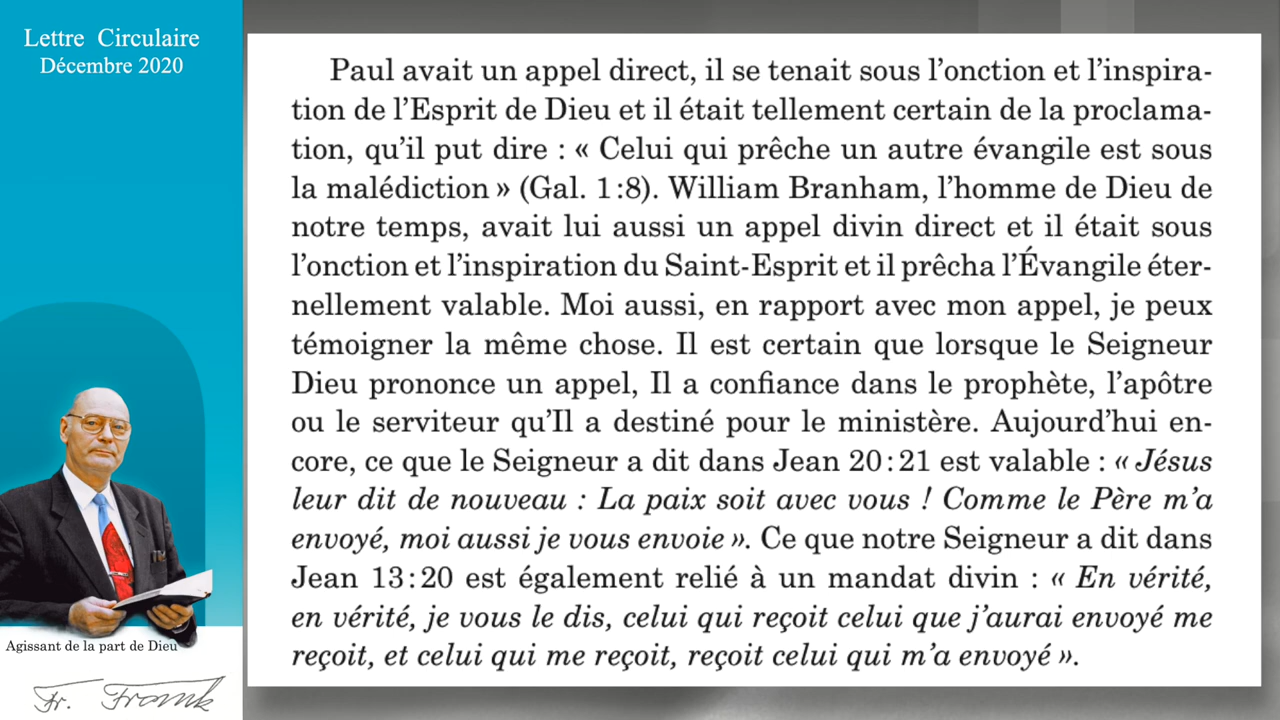 Lettre Circulaire
Décembre 2020
Paul avait un appel direct, il se tenait sous l’onction et l’inspira-
tion de l’Esprit de Dieu et il était tellement certain de la proclama-
tion, qu’il put dire : « Celui qui prêche un autre évangile est sous
la malédiction » (Gal. 1:8). William Branham, l’homme de Dieu de
notre temps, avait lui aussi un appel divin direct et il était sous
l’onction et l’inspiration du Saint-Esprit et il prêcha l’Évangile éter-
nellement valable. Moi aussi, en rapport avec mon appel, je peux
témoigner la même chose. Il est certain que lorsque le Seigneur
Dieu prononce un appel, Il a confiance dans le prophète, l’apôtre
ou le serviteur qu’Il a destiné pour le ministère. Aujourd’hui en-
core, ce que le Seigneur a dit dans Jean 20:21 est valable : « Jésus
leur dit de nouveau : La paix soit avec vous ! Comme le Père m’a
envoyé, moi aussi je vous envoie ». Ce que notre Seigneur a dit dans
Jean 13:20 est également relié à un mandat divin : « En vérité,
en vérité, je vous le dis, celui qui reçoit celui que j’aurai envoyé me
reçoit, et celui qui me reçoit, reçoit celui qui m’a envoyé ».
Agissant de la part de Dieu
Fr. Frank